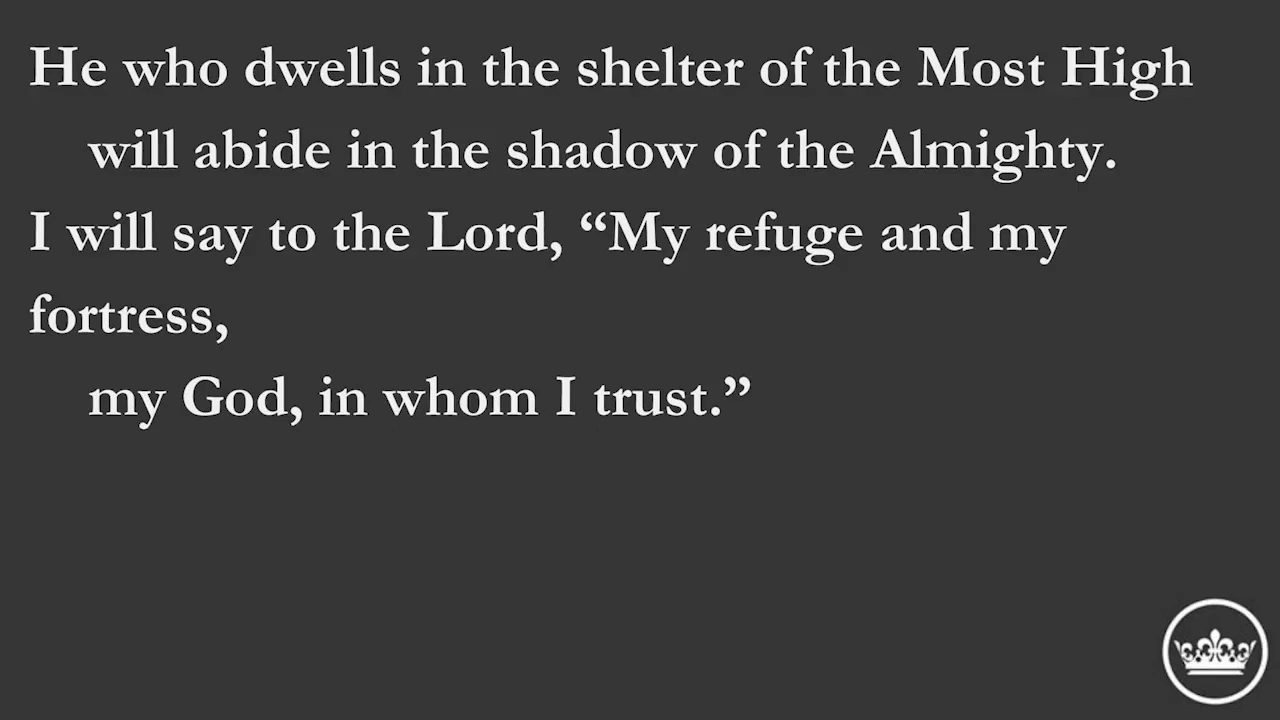 He who dwells in the shelter of the Most High
will abide in the shadow of the Almighty.
I will say to the Lord, “My refuge and my
fortress,
my God, in whom I trust.”